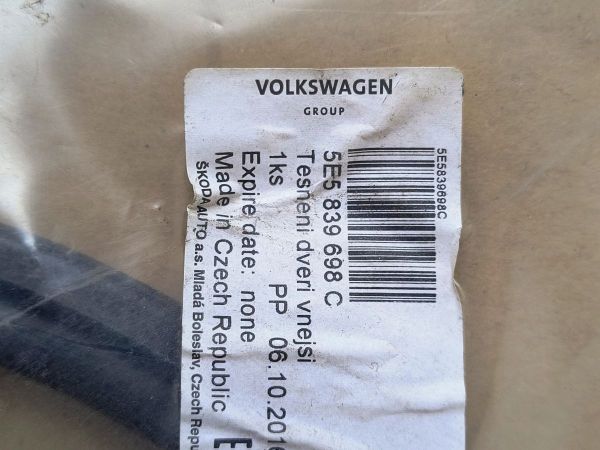 VOLKSWAGEN
GROUP
5E5839698C
5E5 839 698 C
Tesneni dveri vnejsi
1ks PP 06.10.2016
Expire date: none
Made in Czech Republic
ŠKODA AUTO a.s. Mladá Boleslav, Czech Repu